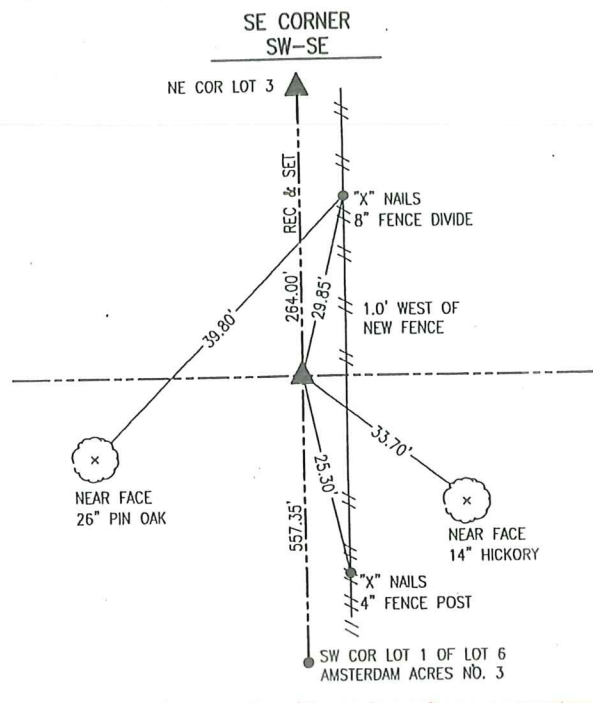 SE CORNER
SW-SE
NE COR LOT 3
REC & SET
264.00'
"X" NAILS
8" FENCE DIVIDE
29.85'
1.0' WEST OF
NEW FENCE
39.80'
33.70'
25.30'
NEAR FACE
26" PIN OAK
557.35'
NEAR FACE
14" HICKORY
"X" NAILS
4" FENCE POST
SW COR LOT 1 OF LOT 6
AMSTERDAM ACRES NO. 3